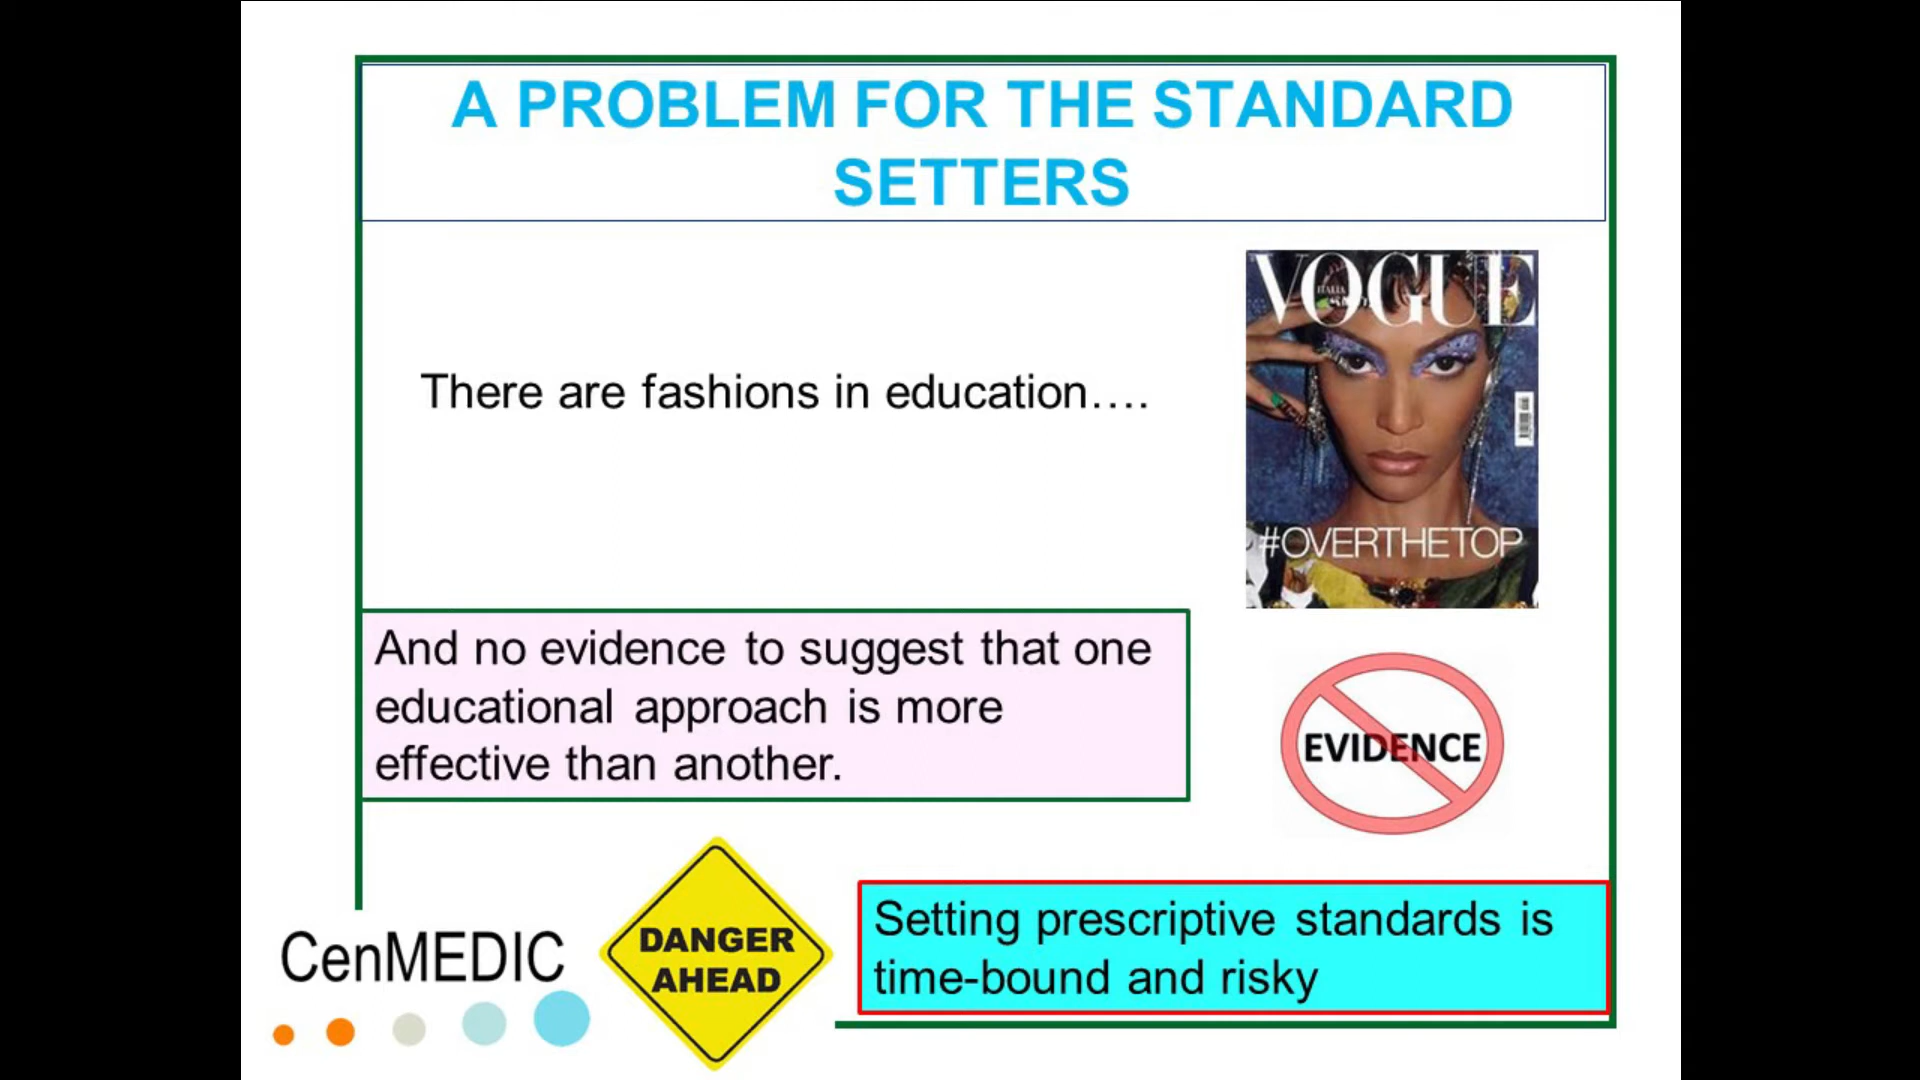 A PROBLEM FOR THE STANDARD
SETTERS
There are fashions in education....
VOGUE
ITALIA
#OVERTHETOP
And no evidence to suggest that one
educational approach is more
effective than another.
EVIDENCE
DANGER
AHEAD
Setting prescriptive standards is
time-bound and risky
CenMEDIC